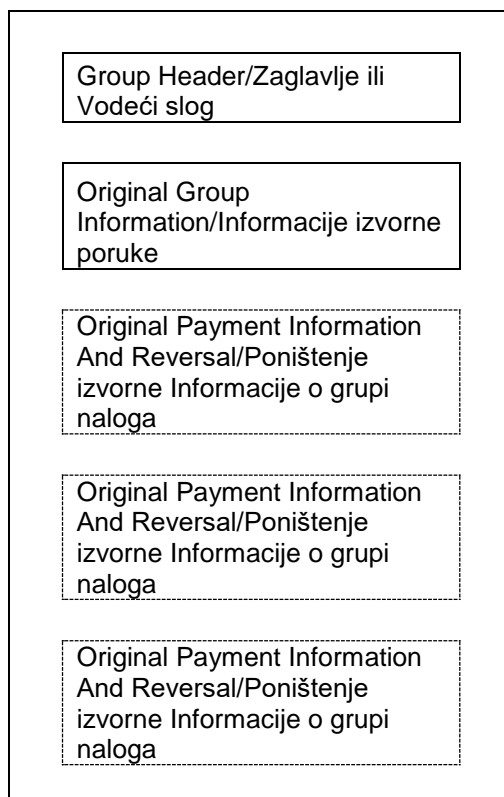 Group Header/Zaglavlje ili
Vodeći slog
Original Group
Information/Informacije izvorne
poruke
Original Payment Information
And Reversal/Poništenje
izvorne Informacije o grupi
naloga
Original Payment Information
And Reversal/Poništenje
izvorne Informacije o grupi
naloga
Original Payment Information
And Reversal/Poništenje
izvorne Informacije o grupi
naloga